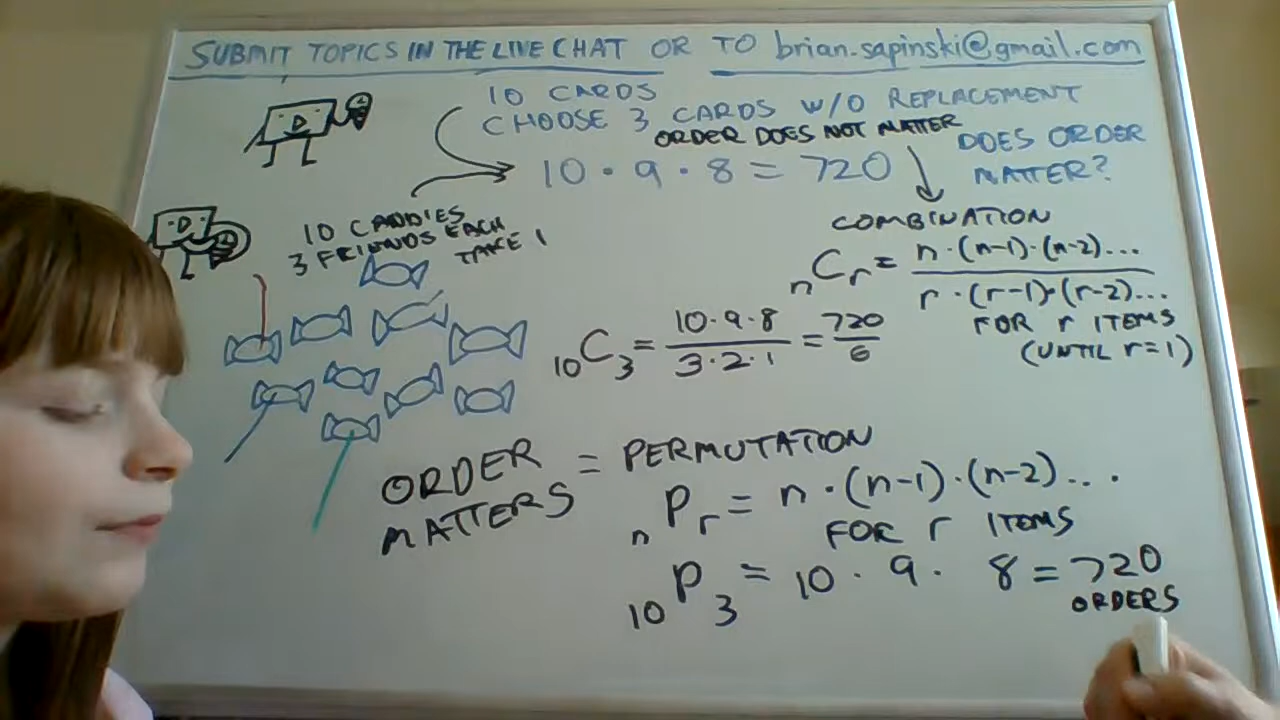 SUBMIT TOPICS IN THE LIVE CHAT OR TO brian.sapinski@gmail.com
10 CARDS
CHOOSE 3 CARDS W/O REPLACEMENT
ORDER DOES NOT MATTER
DOES ORDER
MATTER?
10 · 9 · 8 = 720
10 CADDIES
3 FRIENDS EACH
TAKE 1
COMBINATION
nCr = n·(n-1)·(n-2)...
r·(r-1)·(r-2)...
FOR r ITEMS
(UNTIL r=1)
10C3 = 10·9·8 / 3·2·1 = 720 / 6
ORDER
MATTERS
= PERMUTATION
nPr = n·(n-1)·(n-2)...
FOR r ITEMS
10P3 = 10 · 9 · 8 = 720
ORDERS